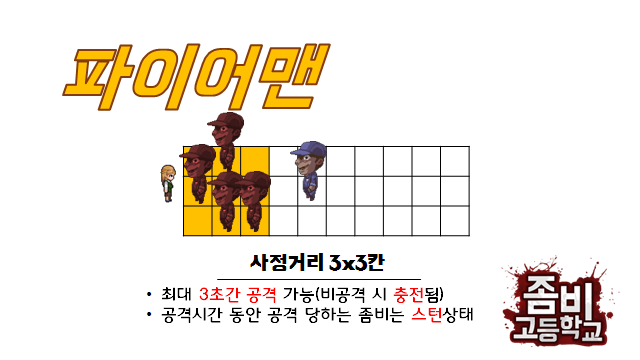 파이어맨
사정거리 3x3칸
• 최대 3초간 공격 가능(비공격 시 충전됨)
• 공격시간 동안 공격 당하는 좀비는 스턴상태
좀비
고등학교